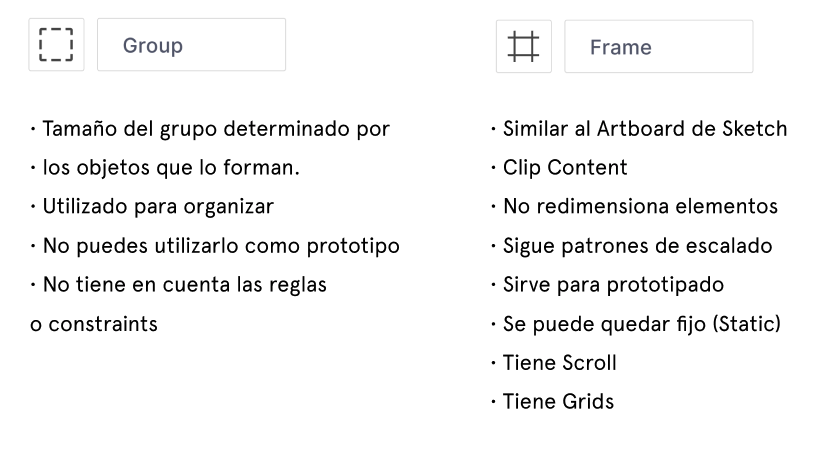 Group
· Tamaño del grupo determinado por
· los objetos que lo forman.
· Utilizado para organizar
· No puedes utilizarlo como prototipo
· No tiene en cuenta las reglas
o constraints
Frame
· Similar al Artboard de Sketch
· Clip Content
· No redimensiona elementos
· Sigue patrones de escalado
· Sirve para prototipado
· Se puede quedar fijo (Static)
· Tiene Scroll
· Tiene Grids